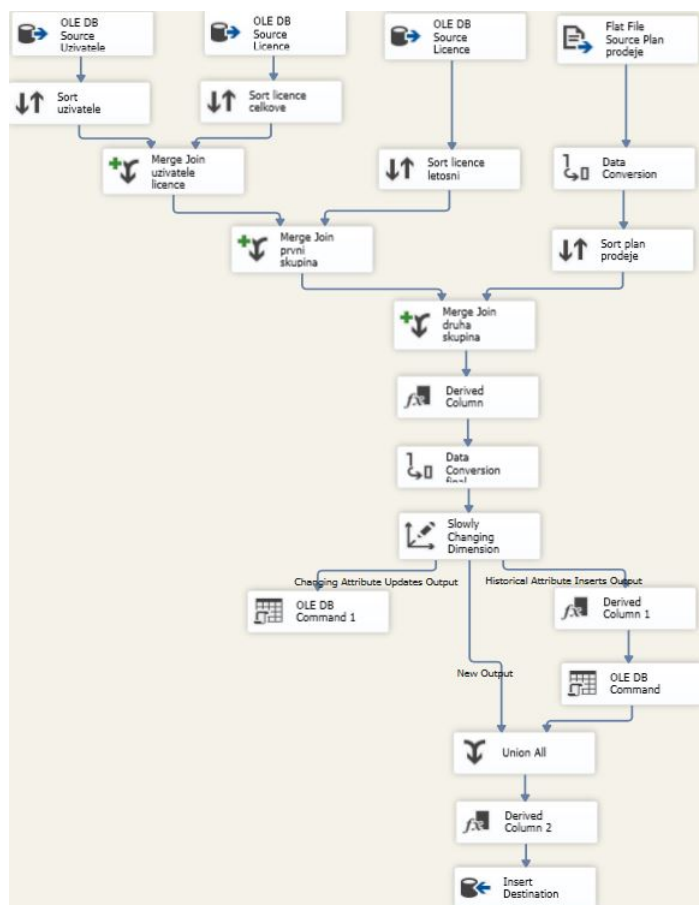 OLE DB
Source
Uzivatele
OLE DB
Source
Licence
OLE DB
Source
Licence
Flat File
Source Plan
prodeje
Sort
uzivatele
Sort licence
celkove
Merge Join
uzivatele
licence
Sort licence
letosni
Data
Conversion
Merge Join
prvni
skupina
Sort plan
prodeje
Merge Join
druha
skupina
Derived
Column
Data
Conversion
final
Slowly
Changing
Dimension
Changing Attribute Updates Output
Historical Attribute Inserts Output
OLE DB
Command 1
Derived
Column 1
New Output
OLE DB
Command
Union All
Derived
Column 2
Insert
Destination